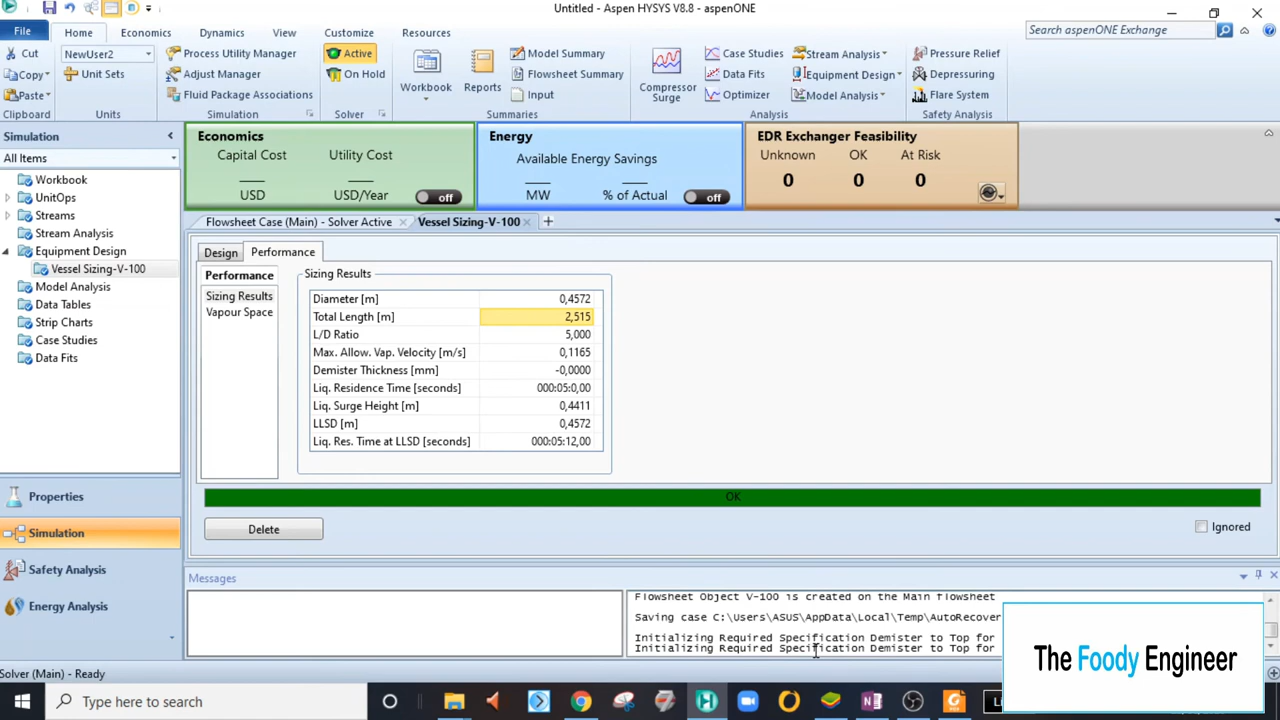 Untitled - Aspen HYSYS V8.8 - aspenONE
File
Home
Economics
Dynamics
View
Customize
Resources
Search aspenONE Exchange
Cut
Copy
Paste
Clipboard
NewUser2
Unit Sets
Units
Process Utility Manager
Adjust Manager
Fluid Package Associations
Simulation
Active
On Hold
Solver
Workbook
Reports
Model Summary
Flowsheet Summary
Input
Summaries
Compressor
Surge
Case Studies
Data Fits
Optimizer
Stream Analysis
Equipment Design
Model Analysis
Analysis
Pressure Relief
Depressuring
Flare System
Safety Analysis
Simulation
All Items
Workbook
UnitOps
Streams
Stream Analysis
Equipment Design
Vessel Sizing-V-100
Model Analysis
Data Tables
Strip Charts
Case Studies
Data Fits
Properties
Simulation
Safety Analysis
Energy Analysis
Economics
Capital Cost
Utility Cost
USD
USD/Year
off
Energy
Available Energy Savings
MW
% of Actual
off
EDR Exchanger Feasibility
Unknown
OK
At Risk
0
0
0
Flowsheet Case (Main) - Solver Active
Vessel Sizing-V-100
Design
Performance
Performance
Sizing Results
Vapour Space
Sizing Results
Diameter [m] 0,4572
Total Length [m] 2,515
L/D Ratio 5,000
Max. Allow. Vap. Velocity [m/s] 0,1165
Demister Thickness [mm] -0,0000
Liq. Residence Time [seconds] 000:05:0,00
Liq. Surge Height [m] 0,4411
LLSD [m] 0,4572
Liq. Res. Time at LLSD [seconds] 000:05:12,00
OK
Delete
Ignored
Messages
Flowsheet Object V-100 is created on the Main flowsheet
Saving case C:\Users\ASUS\AppData\Local\Temp\AutoRecover
Initializing Required Specification Demister to Top for
Initializing Required Specification Demister to Top for
The Foody Engineer
Solver (Main) - Ready
Type here to search